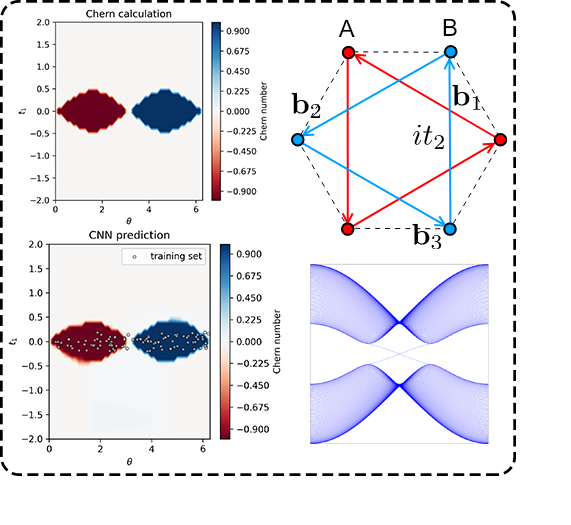 Chern calculation
2.0
1.5
1.0
0.5
0.0
−0.5
−1.0
−1.5
−2.0
t₁
0
2
4
6
θ
0.900
0.675
0.450
0.225
0.000
−0.225
−0.450
−0.675
−0.900
Chern number
A
B
b₂
b₁
it₂
b₃
CNN prediction
training set
2.0
1.5
1.0
0.5
0.0
−0.5
−1.0
−1.5
−2.0
t₁
0
2
4
6
θ
0.900
0.675
0.450
0.225
0.000
−0.225
−0.450
−0.675
−0.900
Chern number